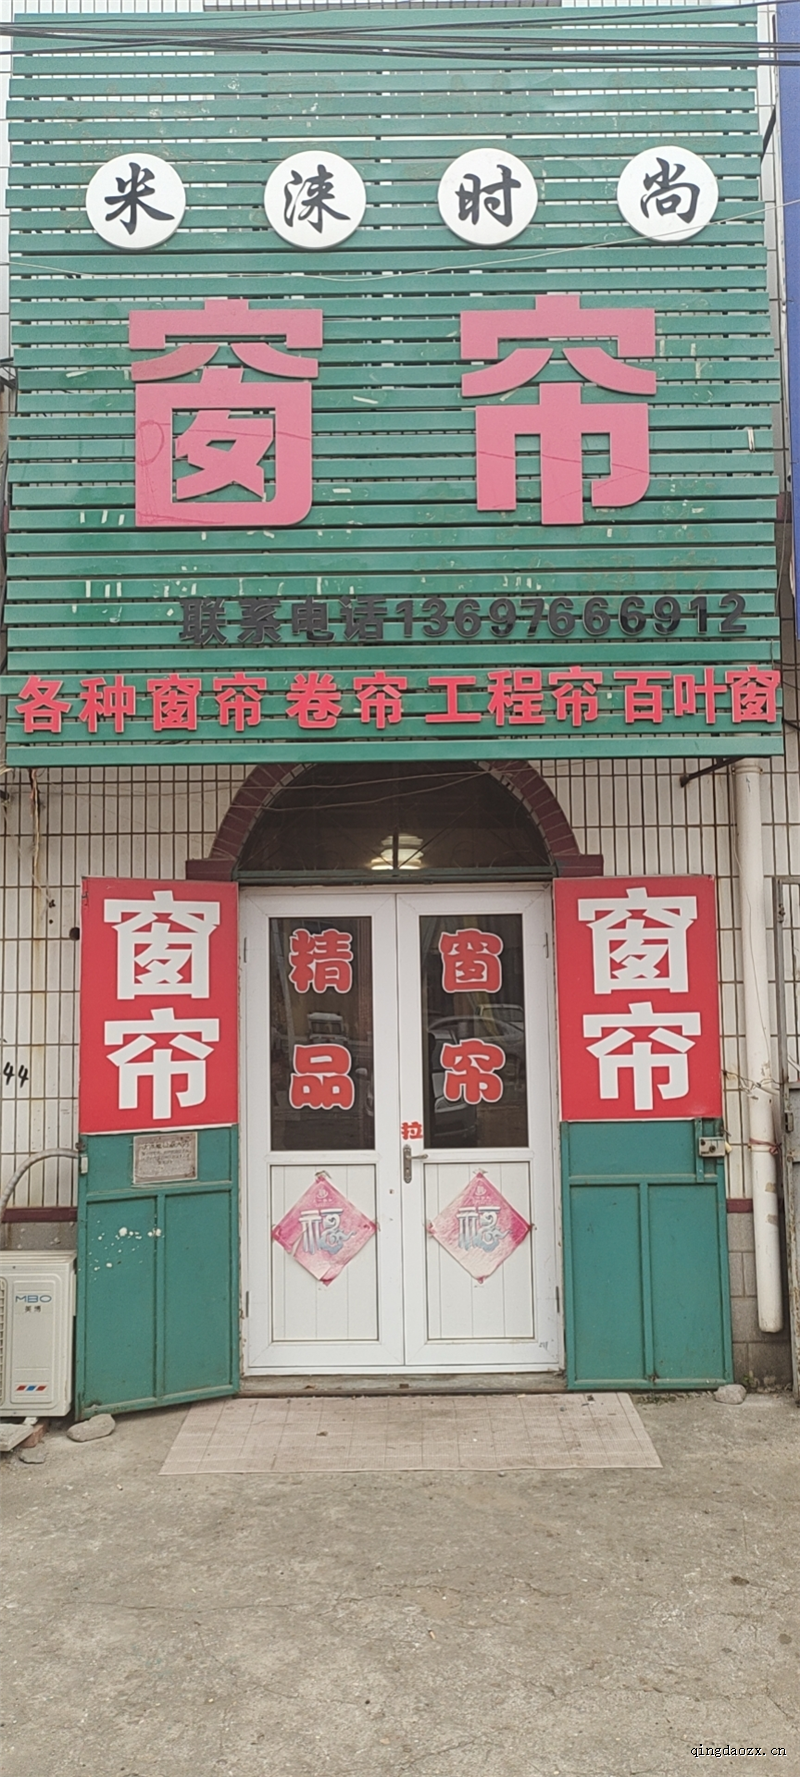 米涞时尚
窗帘
联系电话13697666912
各种窗帘 卷帘 工程帘 百叶窗
窗帘
精品
窗帘
窗帘
拉
福
福
44
MBO
美博
qingdaozx.cn